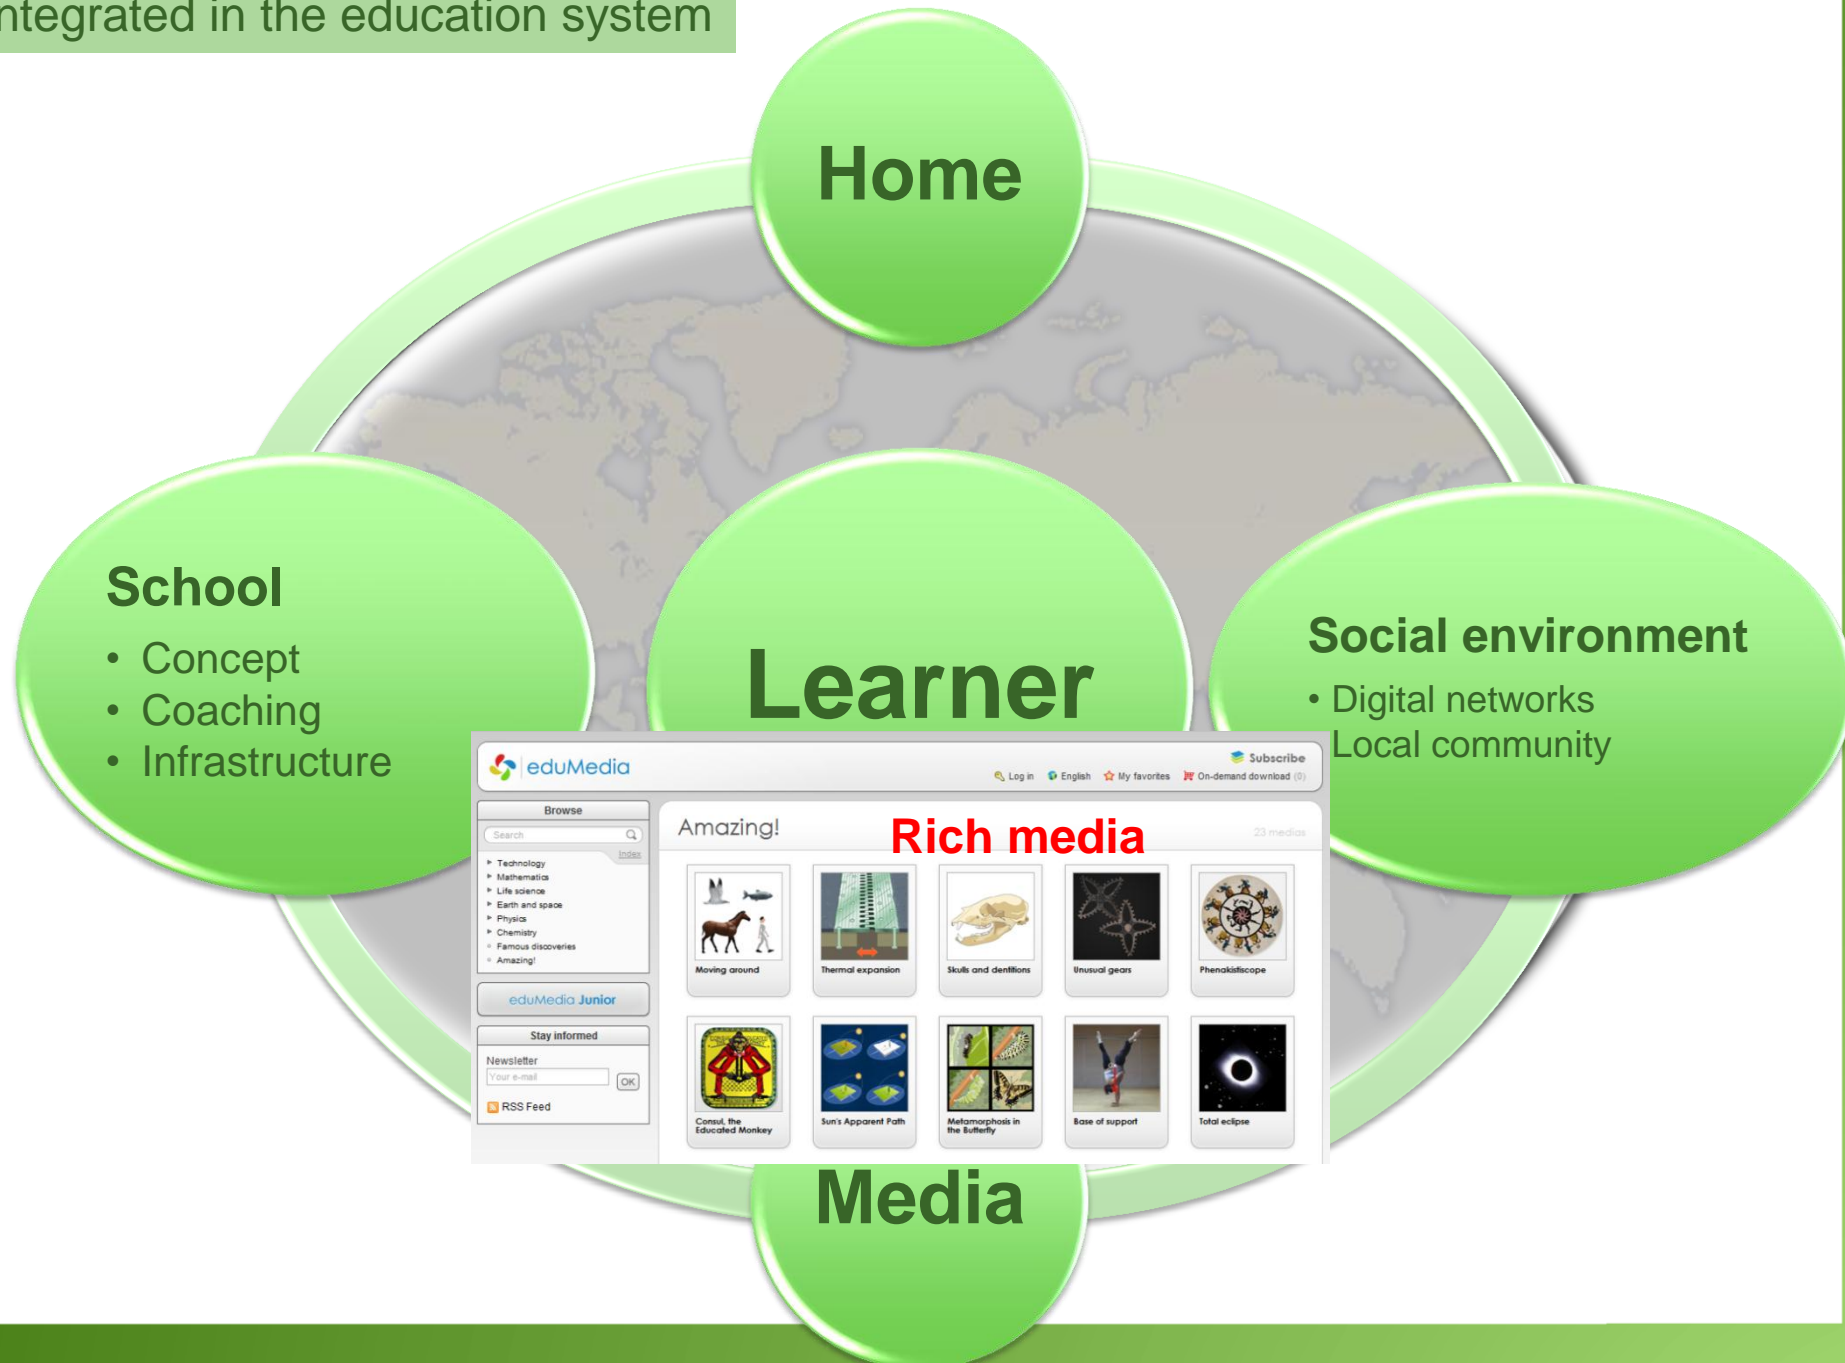 ntegrated in the education system
Home
School
• Concept
• Coaching
• Infrastructure
Learner
Social environment
• Digital networks
Local community
eduMedia
Subscribe
Log in English My favorites On-demand download (0)
Browse
Search
Index
Technology
Mathematics
Life science
Earth and space
Physics
Chemistry
Famous discoveries
Amazing!
eduMedia Junior
Stay informed
Newsletter
Your e-mail
OK
RSS Feed
Amazing!
Rich media
23 medias
Moving around
Thermal expansion
Skulls and dentitions
Unusual gears
Phenakistiscope
Consul, the
Educated Monkey
Sun's Apparent Path
Metamorphosis in
the Butterfly
Base of support
Total eclipse
Media